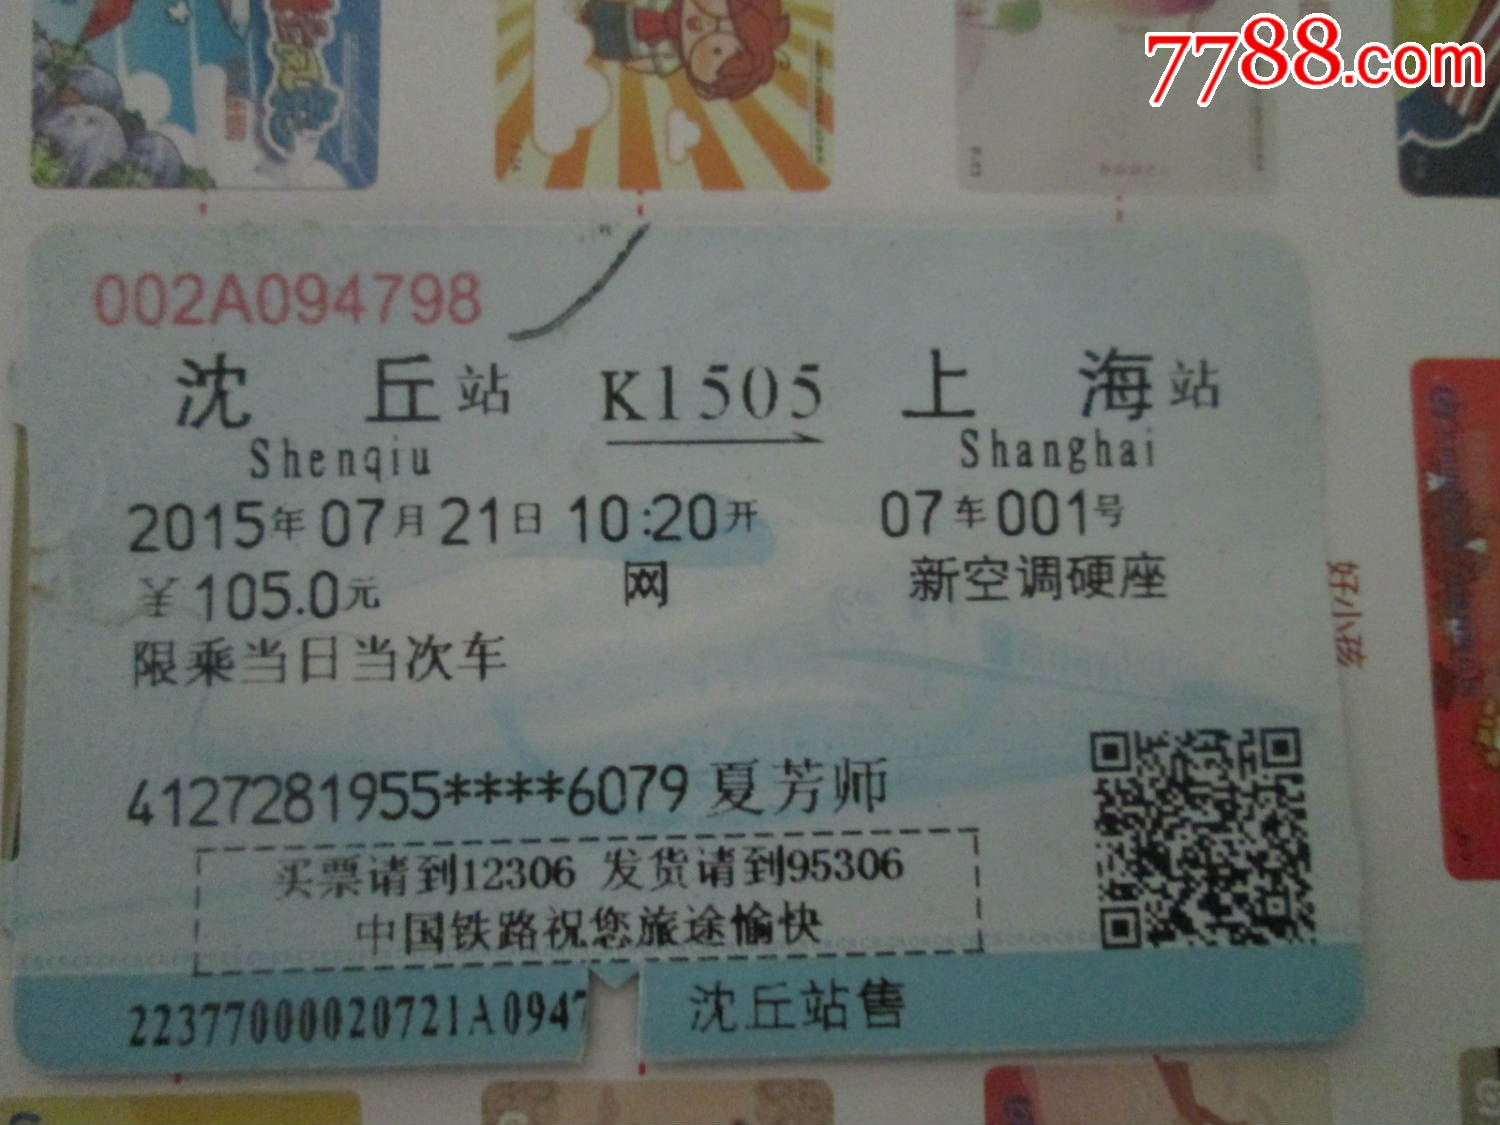 7788.com
002A094798
沈丘站 K1505 上海站
Shenqiu Shanghai
2015年07月21日 10:20开 07车001号
￥105.0元 网 新空调硬座
限乘当日当次车
4127281955****6079 夏芳师
买票请到12306 发货请到95306
中国铁路祝您旅途愉快
22377000020721A0947 沈丘站售
好小孩